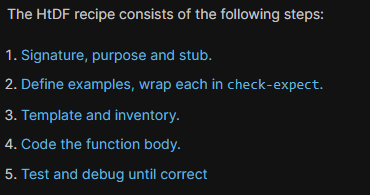 The HtDF recipe consists of the following steps:
1. Signature, purpose and stub.
2. Define examples, wrap each in check-expect.
3. Template and inventory.
4. Code the function body.
5. Test and debug until correct